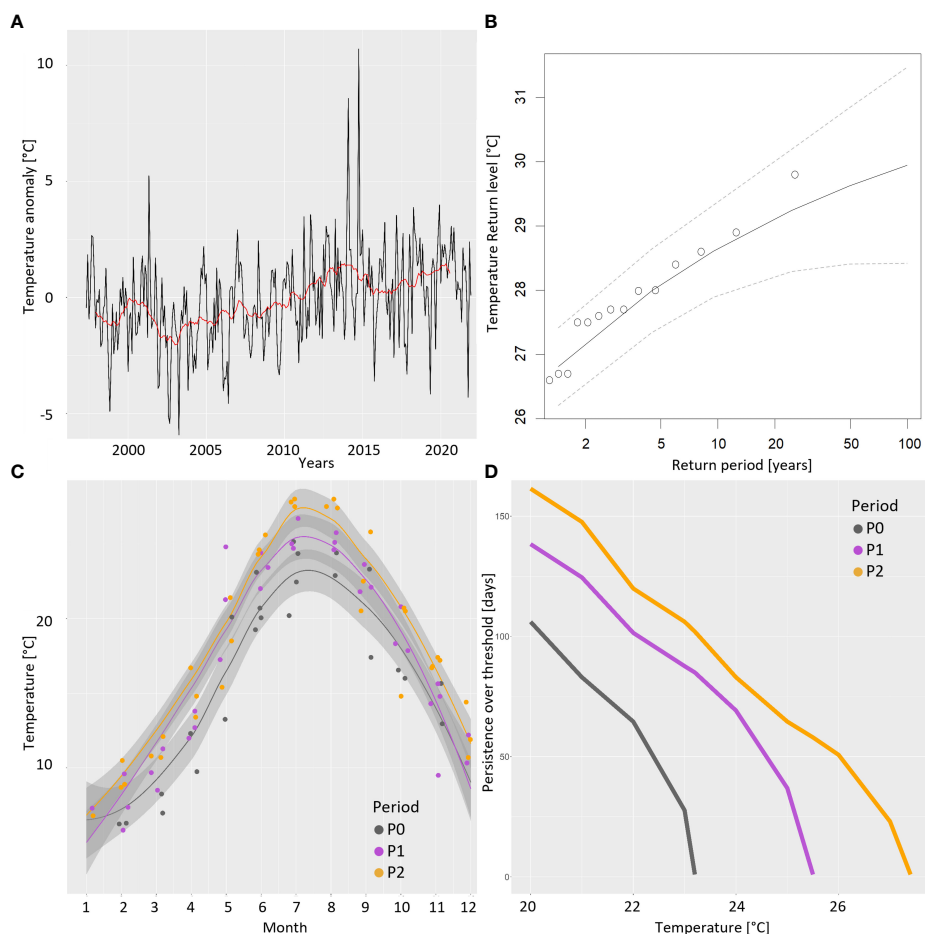 A
Temperature anomaly [°C]
10
5
0
-5
2000 2005 2010 2015 2020
Years
B
Temperature Return level [°C]
31
30
29
28
27
26
2 5 10 20 50 100
Return period [years]
C
Temperature [°C]
20
10
Period
P0
P1
P2
1 2 3 4 5 6 7 8 9 10 11 12
Month
D
Persistence over threshold [days]
150
100
50
0
Period
P0
P1
P2
20 22 24 26
Temperature [°C]